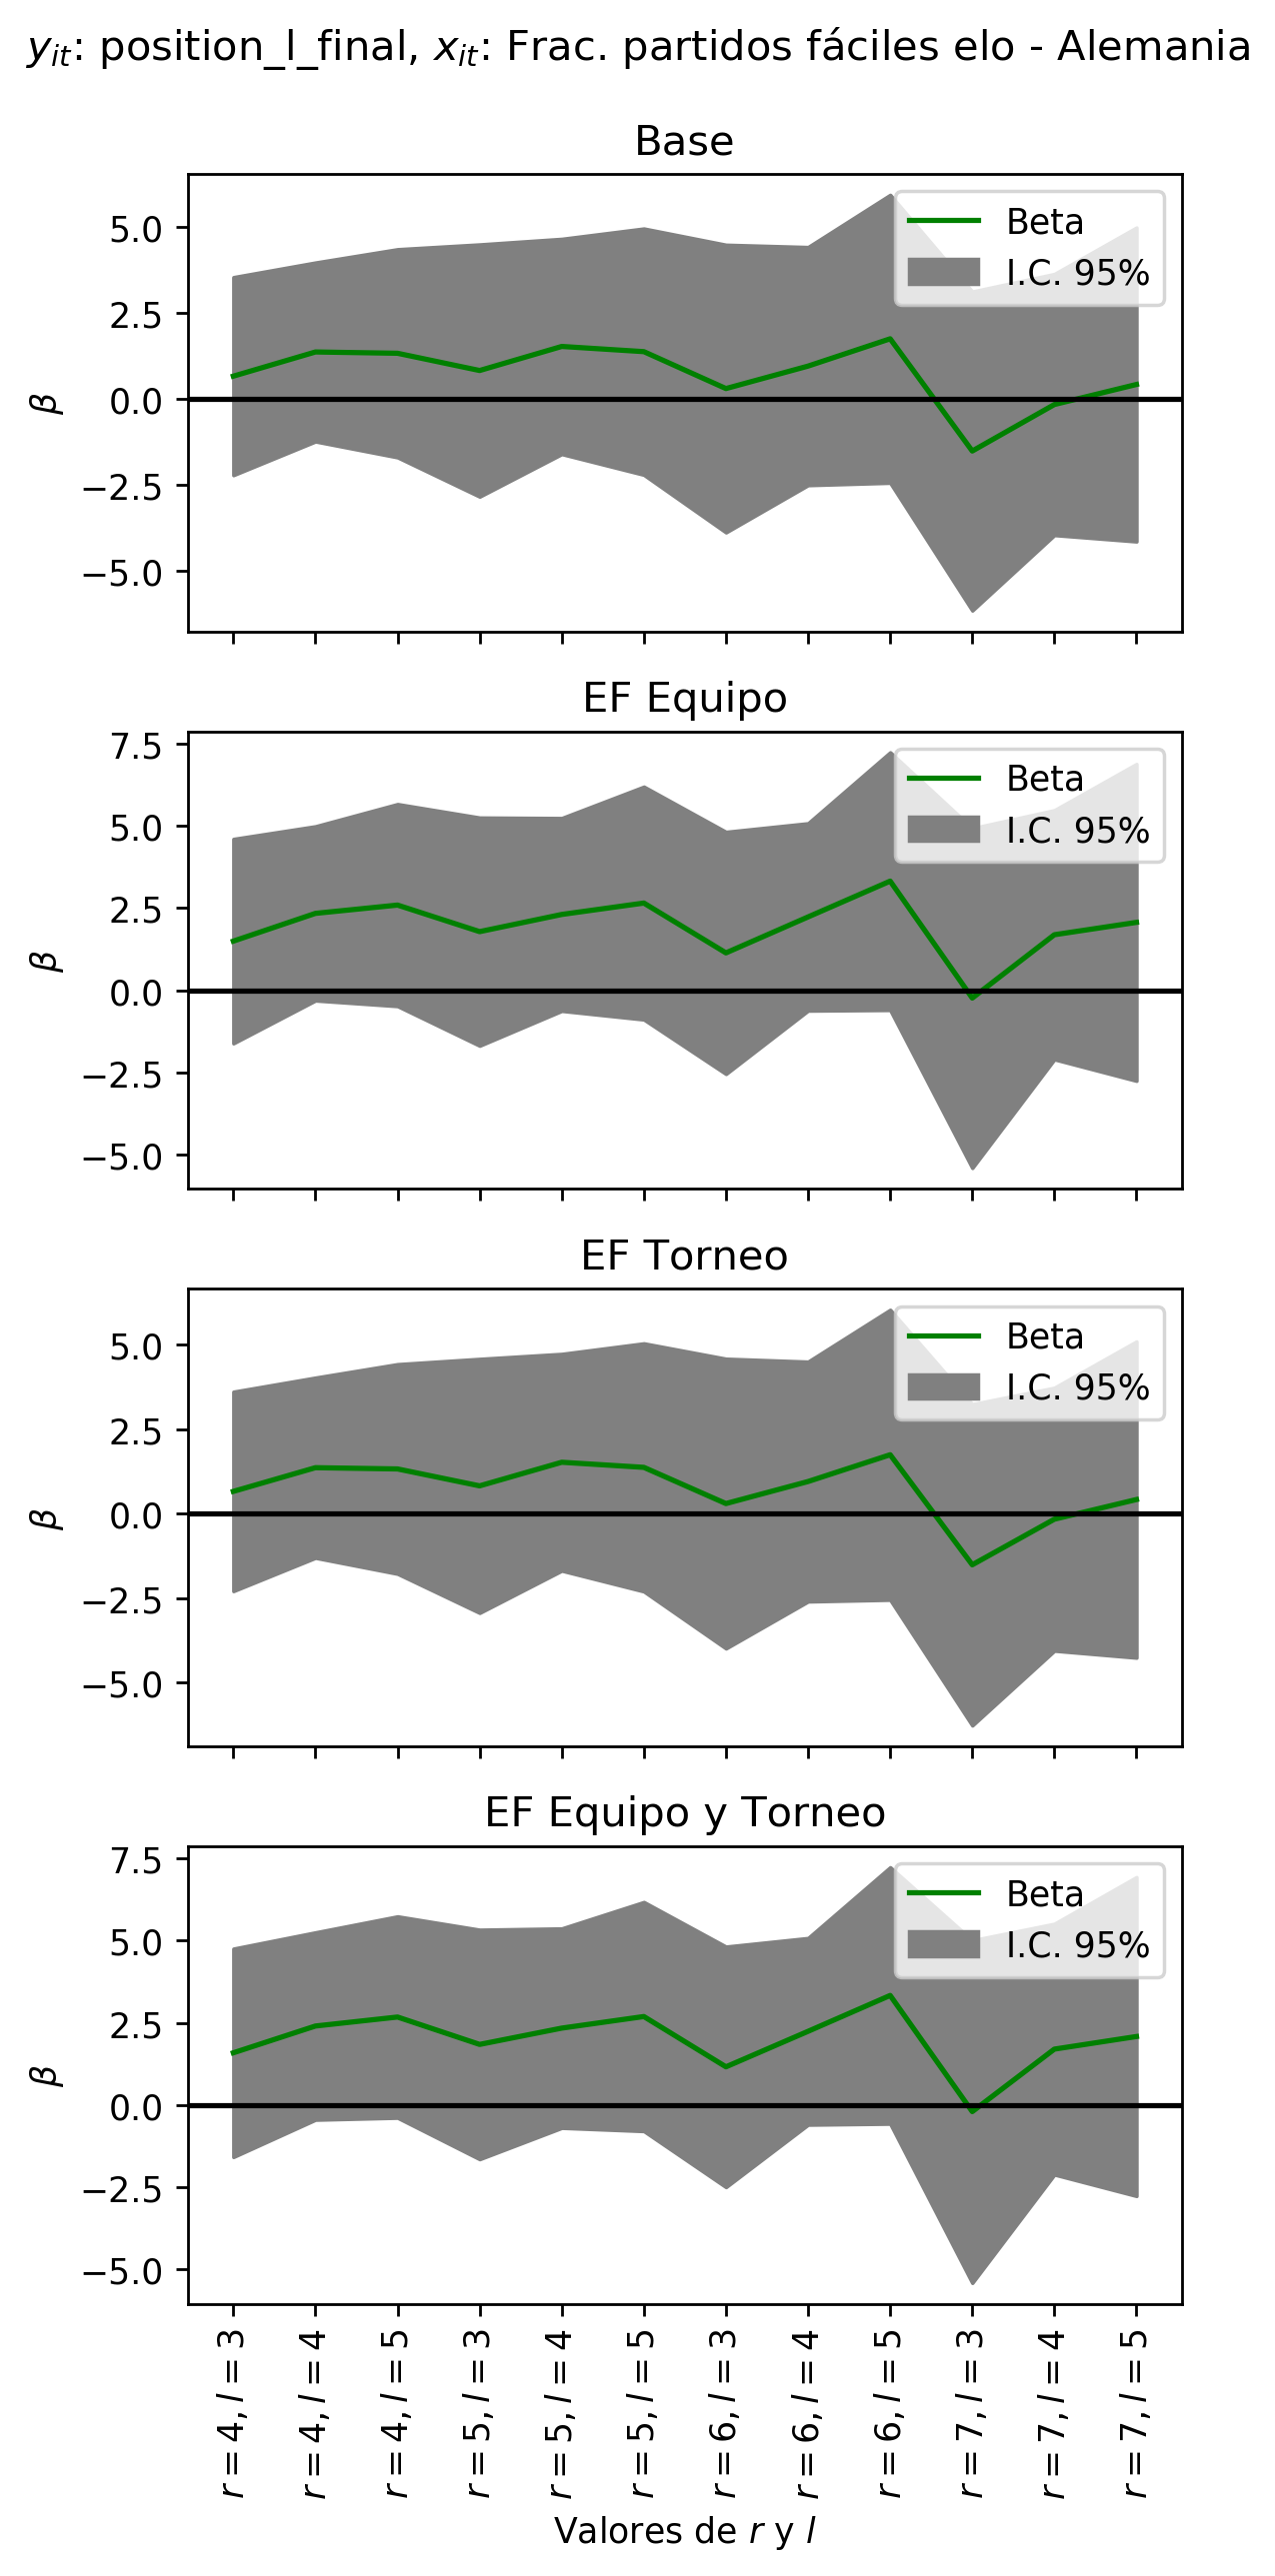 y_{it}: position_l_final, x_{it}: Frac. partidos fáciles elo - Alemania
Base
5.0
2.5
0.0
−2.5
−5.0
β
Beta
I.C. 95%
EF Equipo
7.5
5.0
2.5
0.0
−2.5
−5.0
β
Beta
I.C. 95%
EF Torneo
5.0
2.5
0.0
−2.5
−5.0
β
Beta
I.C. 95%
EF Equipo y Torneo
7.5
5.0
2.5
0.0
−2.5
−5.0
β
Beta
I.C. 95%
r = 4, l = 3
r = 4, l = 4
r = 4, l = 5
r = 5, l = 3
r = 5, l = 4
r = 5, l = 5
r = 6, l = 3
r = 6, l = 4
r = 6, l = 5
r = 7, l = 3
r = 7, l = 4
r = 7, l = 5
Valores de r y l